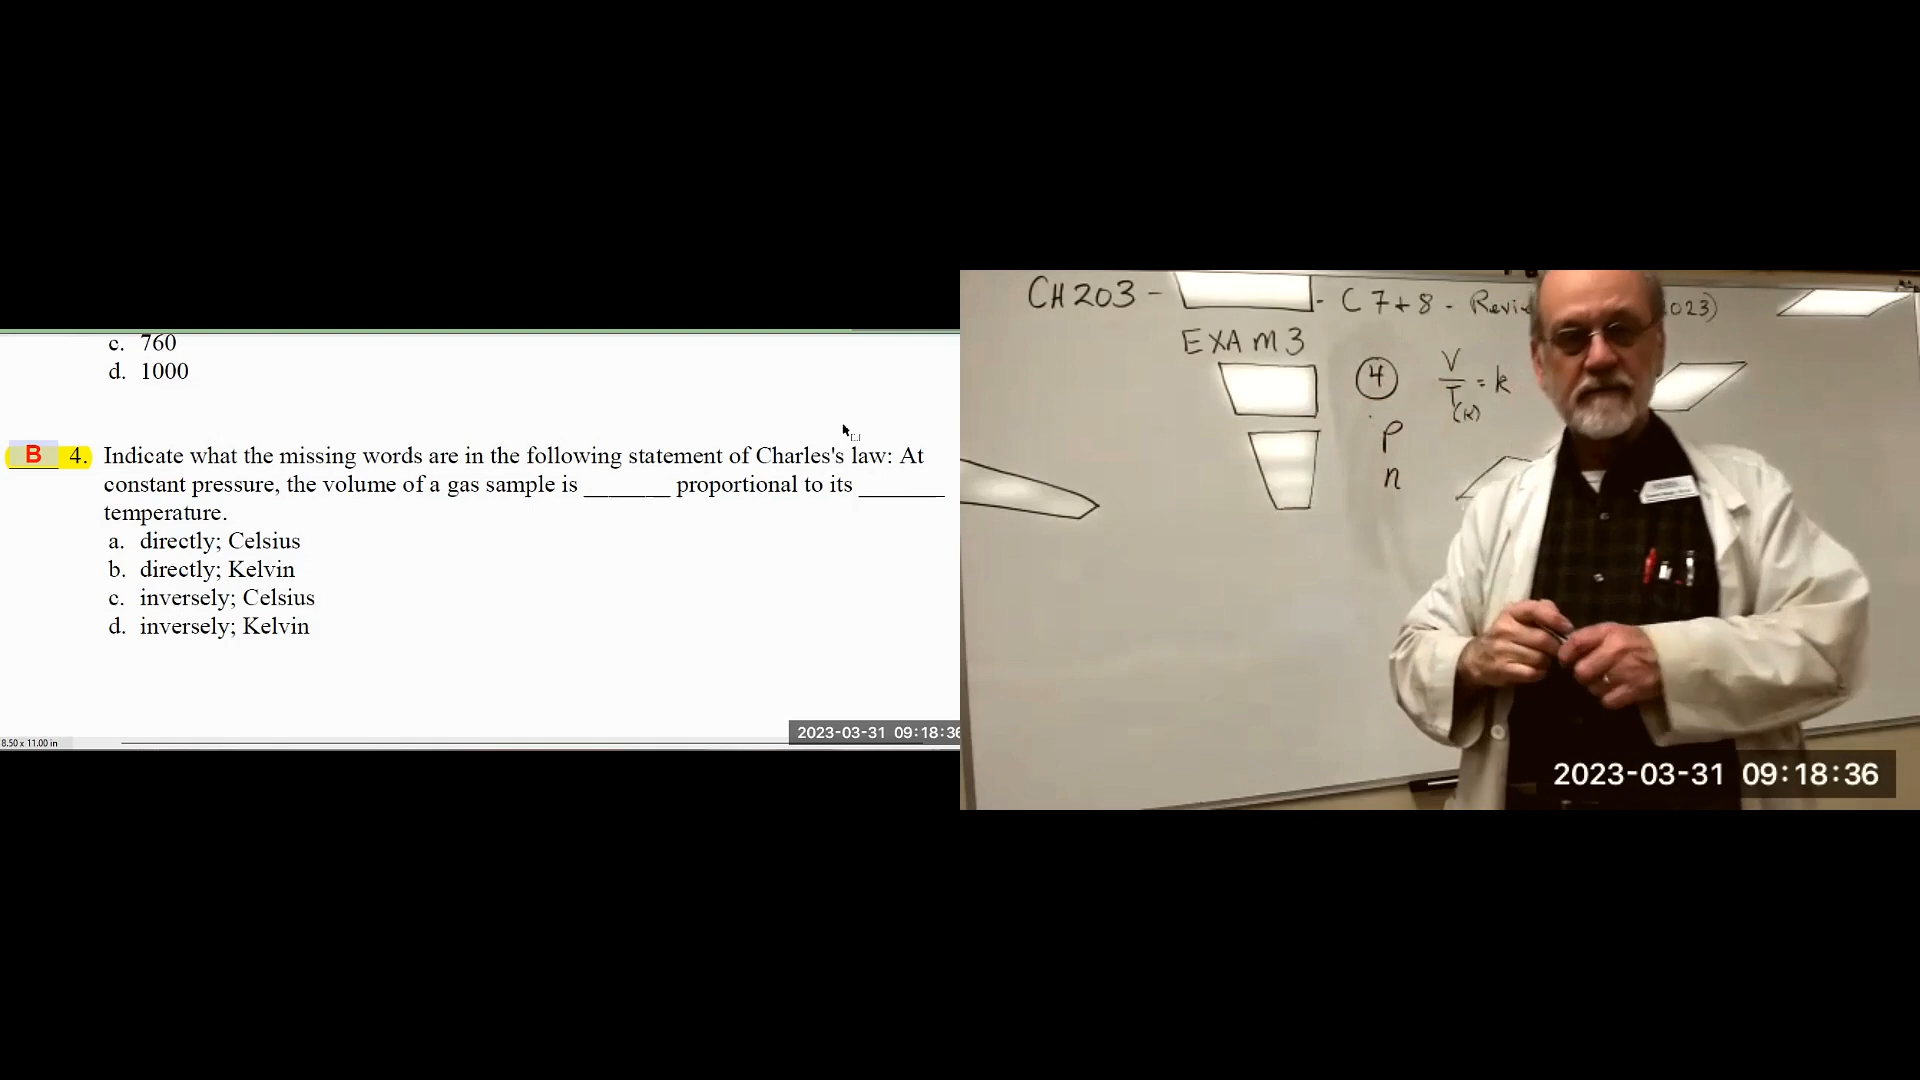 c. 760
d. 1000
B 4. Indicate what the missing words are in the following statement of Charles's law: At
constant pressure, the volume of a gas sample is _______ proportional to its _______
temperature.
a. directly; Celsius
b. directly; Kelvin
c. inversely; Celsius
d. inversely; Kelvin
8.50 x 11.00 in
2023-03-31 09:18:36
CH203 - - C 7+8 - Revie 2023)
EXAM 3
4 V
T = k
(K)
P
n
2023-03-31 09:18:36